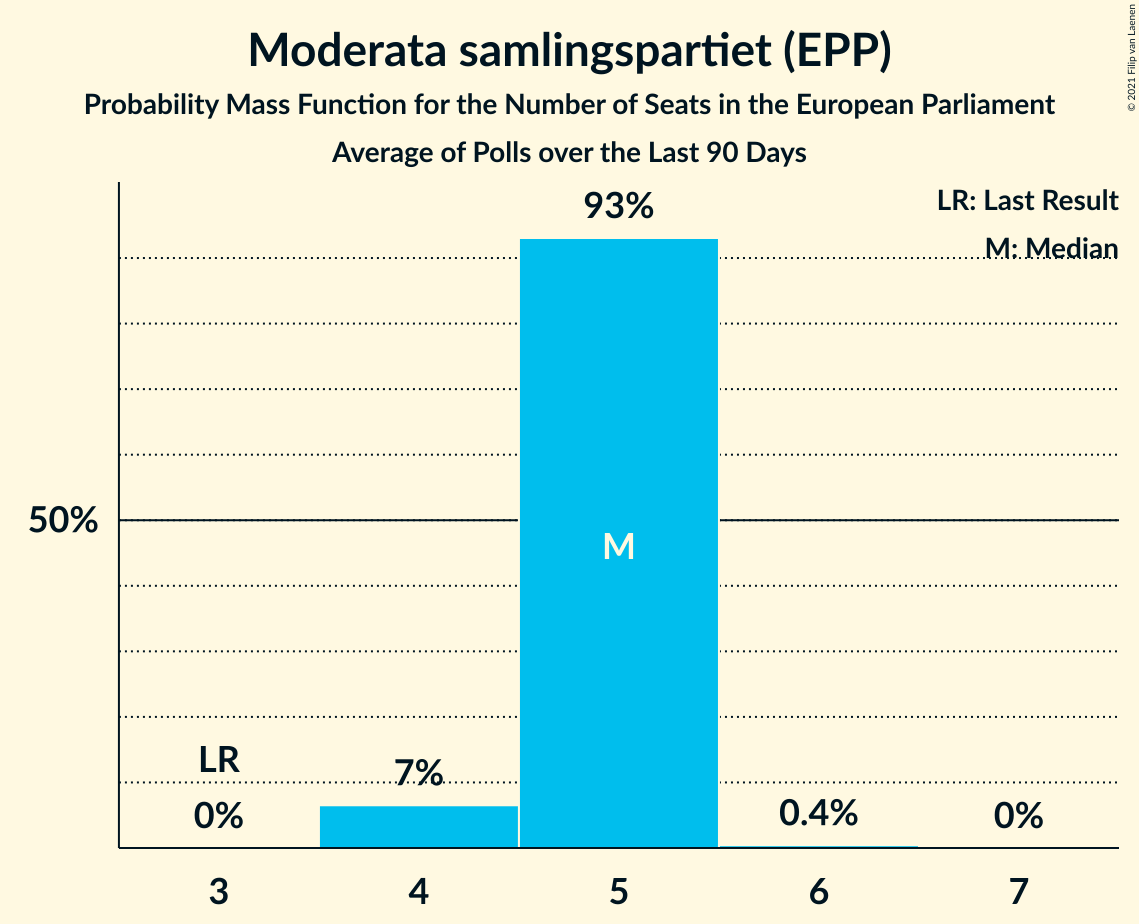 Moderata samlingspartiet (EPP)
Probability Mass Function for the Number of Seats in the European Parliament
Average of Polls over the Last 90 Days
© 2021 Filip van Laenen
LR: Last Result
M: Median
93%
50%
M
LR
0%
7%
0.4%
0%
3 4 5 6 7